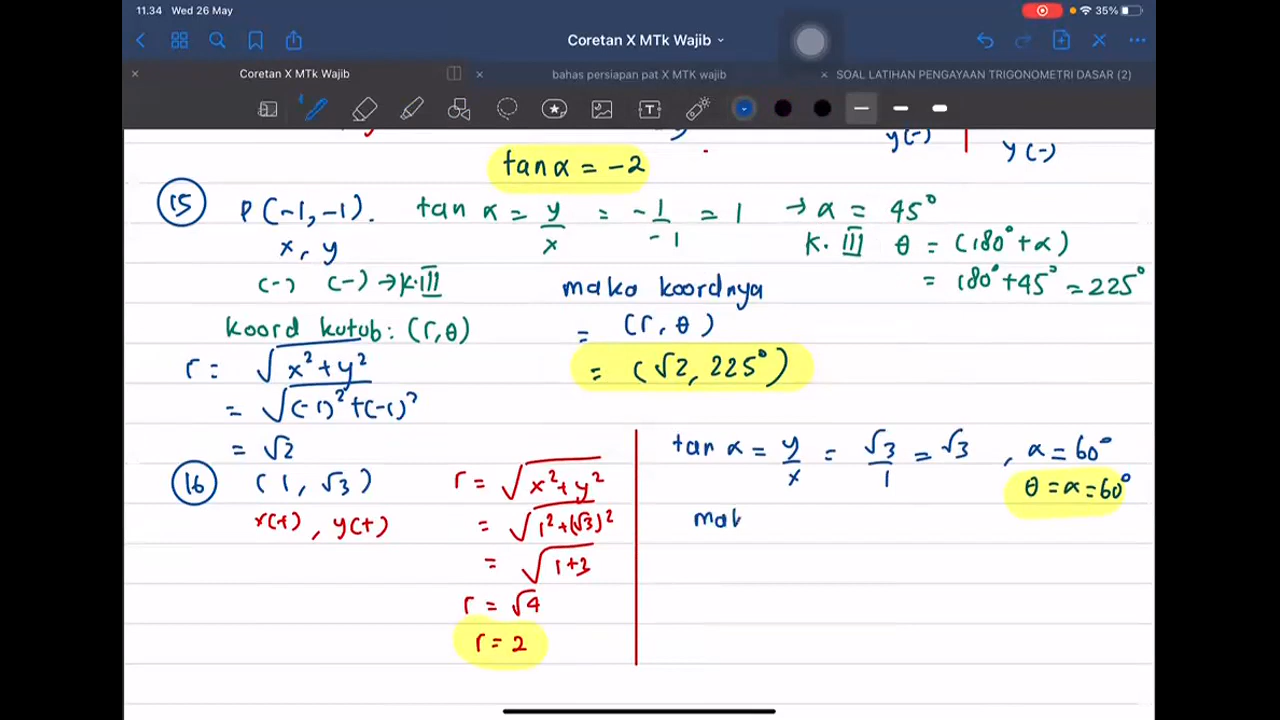 11.34 Wed 26 May
35%
Coretan X MTk Wajib
Coretan X MTk Wajib
bahas persiapan pat X MTK wajib
SOAL LATIHAN PENGAYAAN TRIGONOMETRI DASAR (2)
y(-)
y(-)
tan α = -2
15 P(-1,-1). tan α = y/x = -1/-1 = 1 → α = 45°
x, y
K. III θ = (180° + α)
(-) (-) → K.III
= 180° + 45° = 225°
maka koordnya
koord kutub: (r,θ)
= (r, θ)
r = √x²+y²
= (√2, 225°)
= √(-1)²+(-1)²
= √2
16 (1, √3)
x(+), y(+)
r = √x²+y²
= √1²+(√3)²
= √1+3
r = √4
r = 2
tan α = y/x = √3/1 = √3, α = 60°
θ = α = 60°
mak